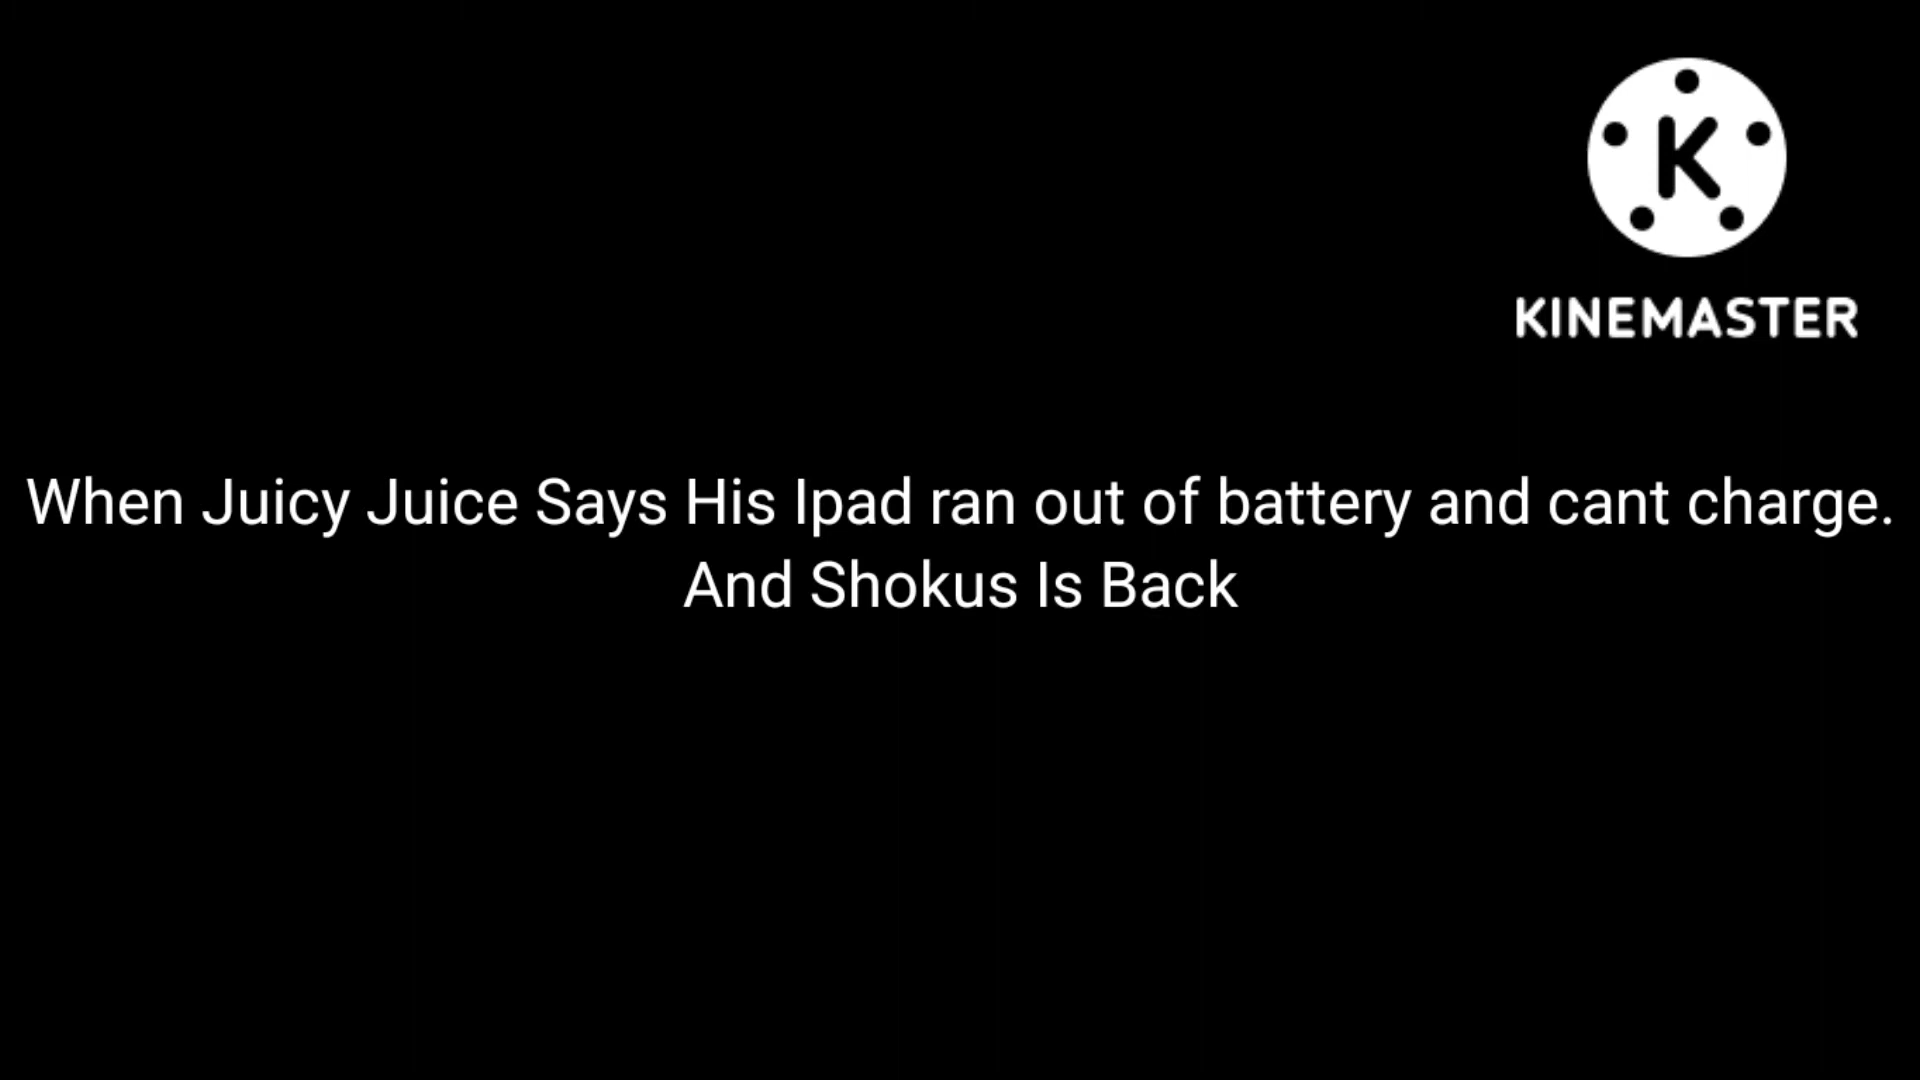 K
KINEMASTER
When Juicy Juice Says His Ipad ran out of battery and cant charge.
And Shokus Is Back